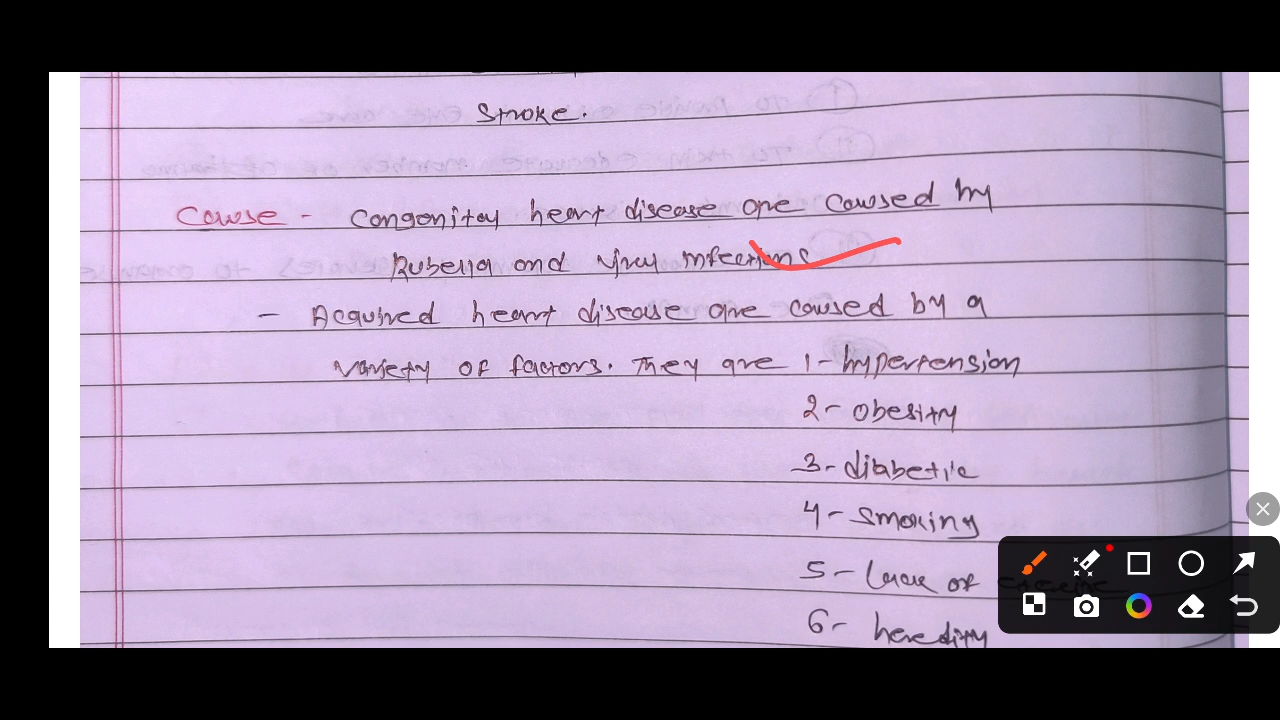 Stroke.
Cause - Congenital heart disease are caused by
Rubella and viral infections
- Acquired heart disease are caused by a
variety of factors. They are 1- hypertension
2- obesity
3- diabetic
4- smoking
5- lack of exercise
6- heredity